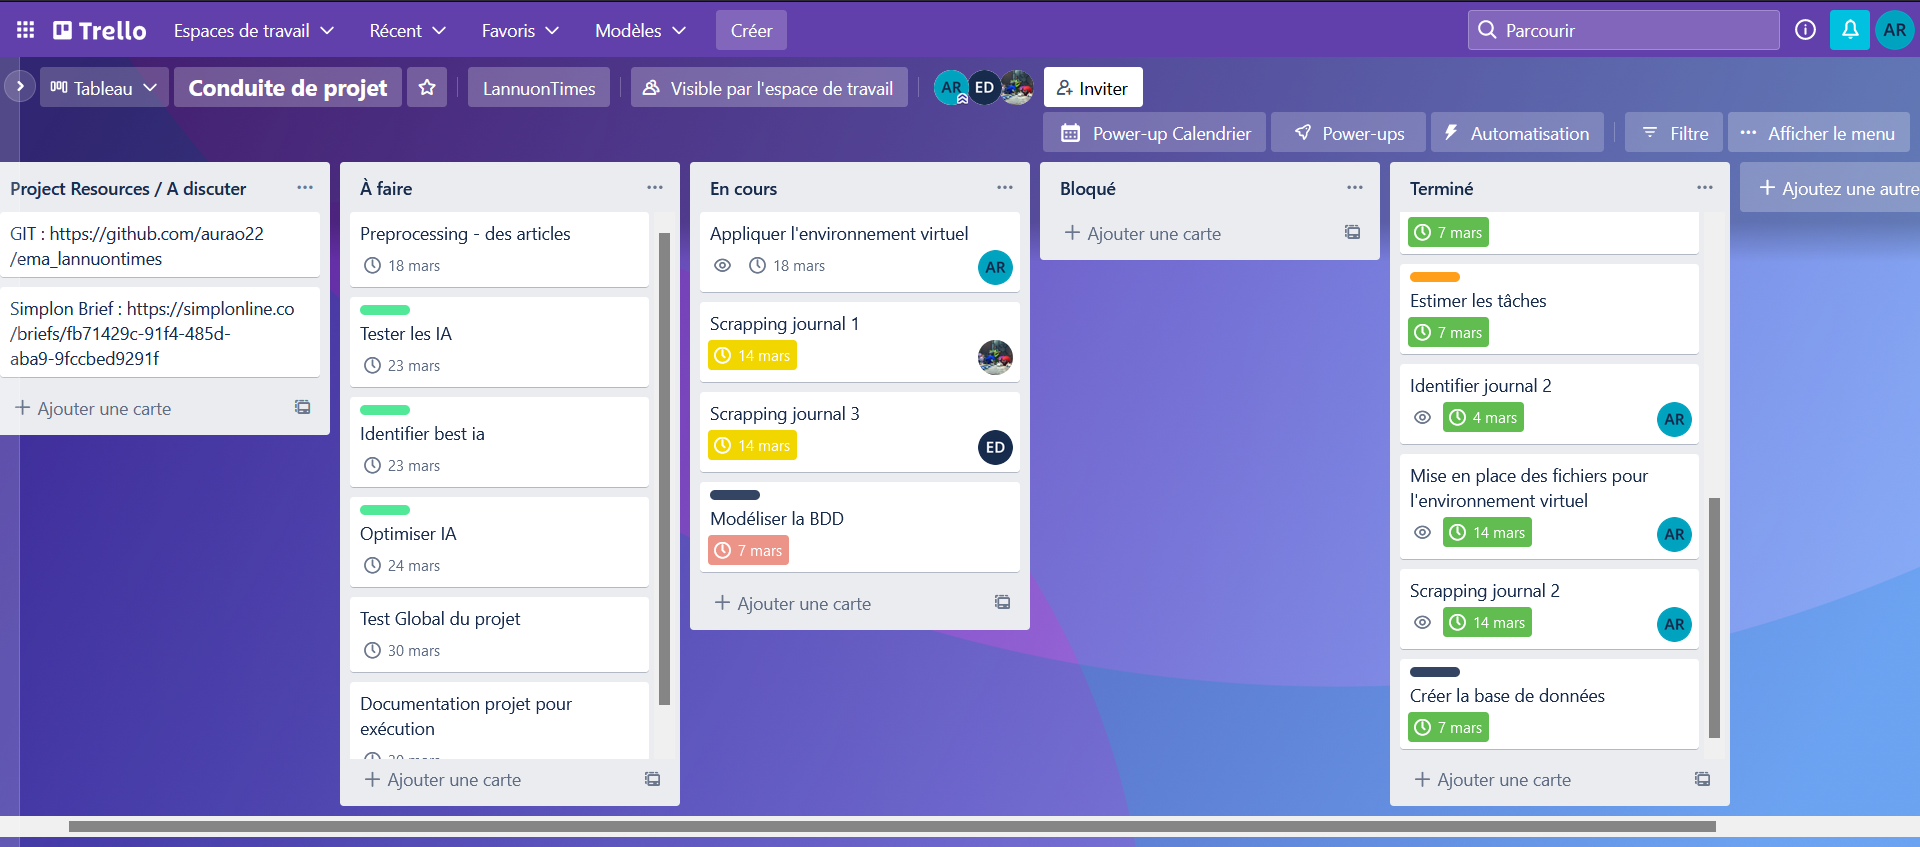 Trello
Espaces de travail
Récent
Favoris
Modèles
Créer
Parcourir
AR
Tableau
Conduite de projet
LannuonTimes
Visible par l'espace de travail
AR
ED
Inviter
Power-up Calendrier
Power-ups
Automatisation
Filtre
Afficher le menu
Project Resources / A discuter
GIT : https://github.com/aurao22
/ema_lannuontimes
Simplon Brief : https://simplonline.co
/briefs/fb71429c-91f4-485d-
aba9-9fccbed9291f
Ajouter une carte
À faire
Preprocessing - des articles
18 mars
Tester les IA
23 mars
Identifier best ia
23 mars
Optimiser IA
24 mars
Test Global du projet
30 mars
Documentation projet pour
exécution
Ajouter une carte
En cours
Appliquer l'environnement virtuel
18 mars
AR
Scrapping journal 1
14 mars
Scrapping journal 3
14 mars
ED
Modéliser la BDD
7 mars
Ajouter une carte
Bloqué
Ajouter une carte
Terminé
7 mars
Estimer les tâches
7 mars
Identifier journal 2
4 mars
AR
Mise en place des fichiers pour
l'environnement virtuel
14 mars
AR
Scrapping journal 2
14 mars
AR
Créer la base de données
7 mars
Ajouter une carte
Ajoutez une autre